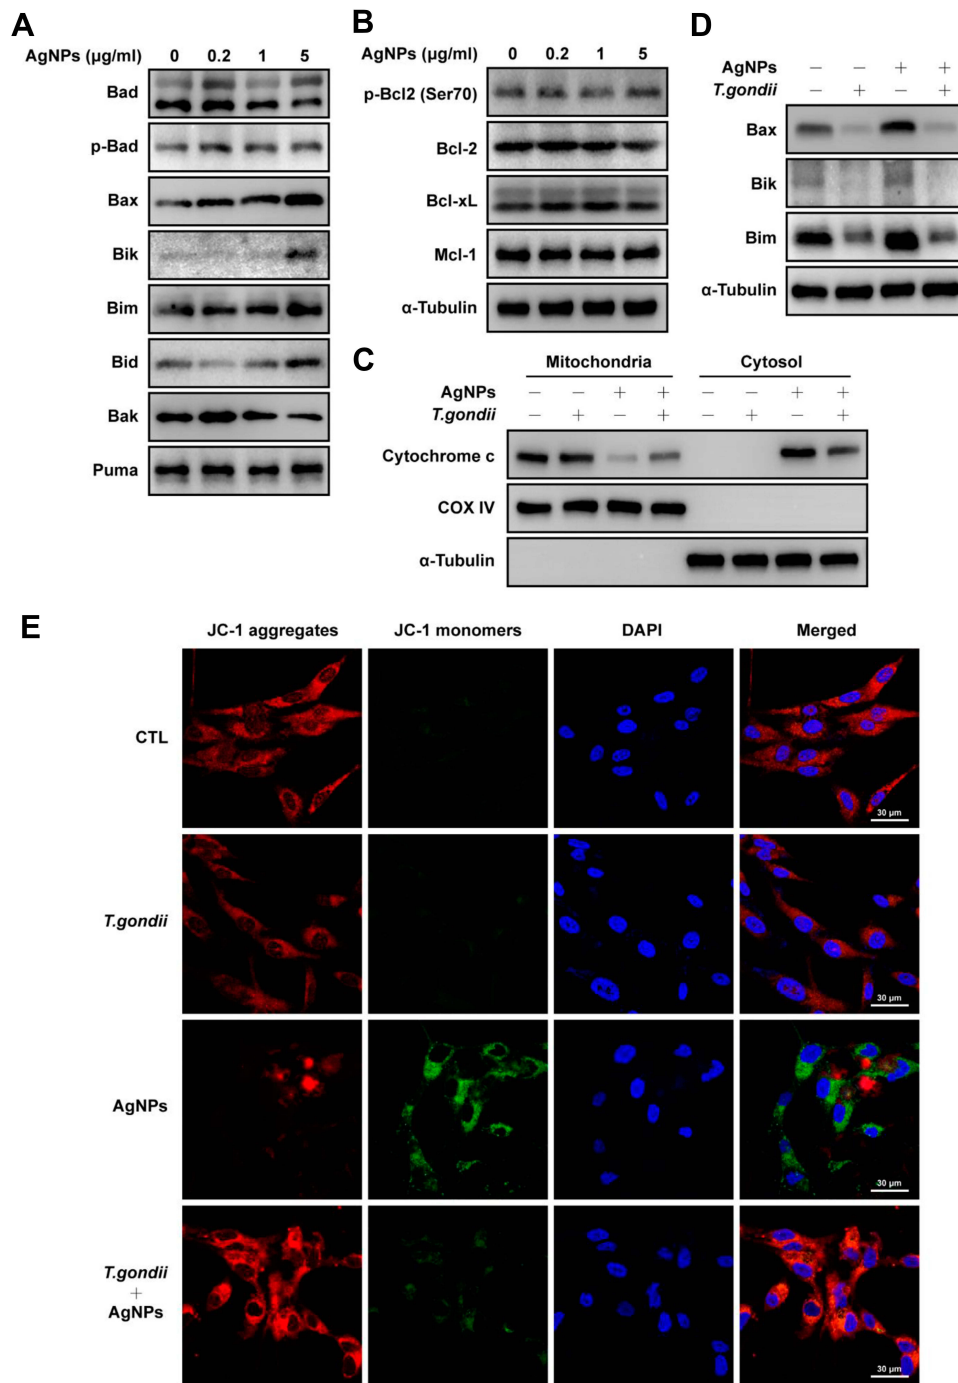 A
AgNPs (µg/ml) 0 0.2 1 5
Bad
p-Bad
Bax
Bik
Bim
Bid
Bak
Puma
B
AgNPs (µg/ml) 0 0.2 1 5
p-Bcl2 (Ser70)
Bcl-2
Bcl-xL
Mcl-1
α-Tubulin
D
AgNPs − − + +
T.gondii − + − +
Bax
Bik
Bim
α-Tubulin
C
Mitochondria Cytosol
AgNPs − − + + − − + +
T.gondii − + − + − + − +
Cytochrome c
COX IV
α-Tubulin
E
JC-1 aggregates JC-1 monomers DAPI Merged
CTL
30 µm
T.gondii
30 µm
AgNPs
30 µm
T.gondii
+
AgNPs
30 µm